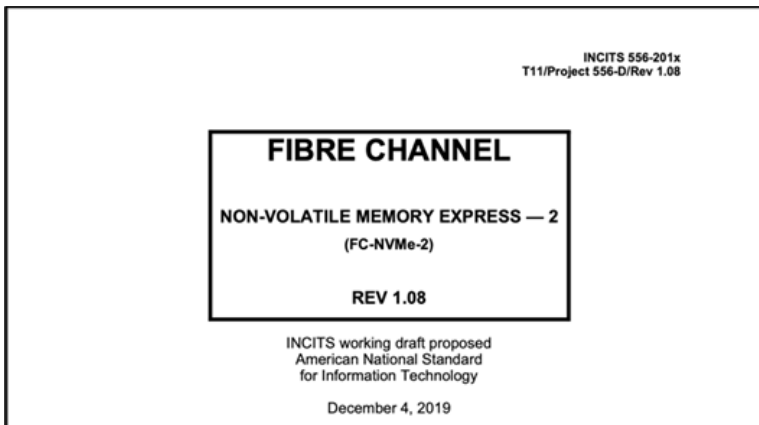 INCITS 556-201x
T11/Project 556-D/Rev 1.08
FIBRE CHANNEL
NON-VOLATILE MEMORY EXPRESS — 2
(FC-NVMe-2)
REV 1.08
INCITS working draft proposed
American National Standard
for Information Technology
December 4, 2019